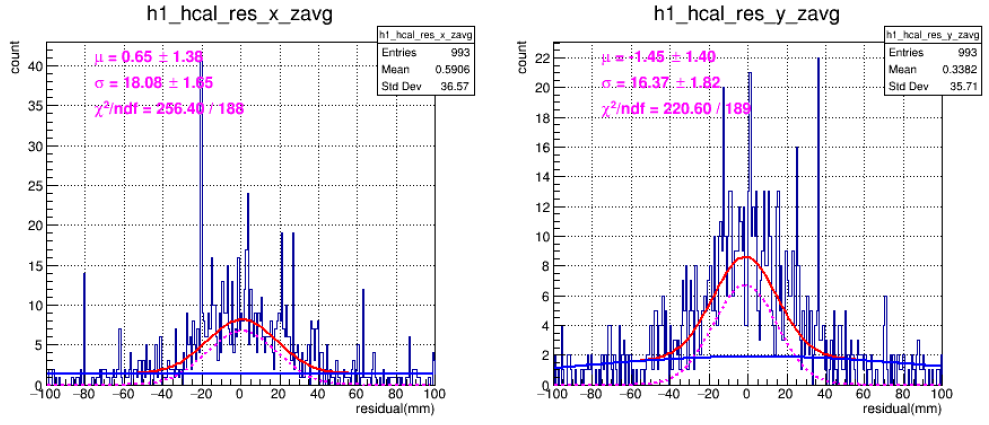 h1_hcal_res_x_zavg
count
h1_hcal_res_x_zavg
Entries 993
Mean 0.5906
Std Dev 36.57
μ = 0.65 ± 1.38
σ = 18.08 ± 1.65
χ²/ndf = 256.40 / 188
40
35
30
25
20
15
10
5
0
−100 −80 −60 −40 −20 0 20 40 60 80 100
residual(mm)
h1_hcal_res_y_zavg
count
h1_hcal_res_y_zavg
Entries 993
Mean 0.3382
Std Dev 35.71
μ = -1.45 ± 1.40
σ = 16.37 ± 1.82
χ²/ndf = 220.60 / 189
22
20
18
16
14
12
10
8
6
4
2
0
−100 −80 −60 −40 −20 0 20 40 60 80 100
residual(mm)